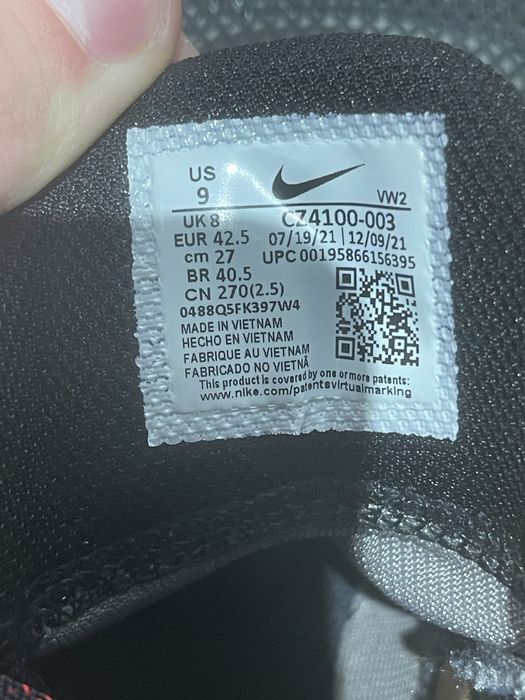 US
9
VW2
UK 8 CZ4100-003
EUR 42.5 07/19/21 | 12/09/21
cm 27 UPC 00195866156395
BR 40.5
CN 270(2.5)
0488QSFK397W4
MADE IN VIETNAM
HECHO EN VIETNAM
FABRIQUE AU VIETNAM
FABRICADO NO VIETNÃ
This product is covered by one or more patents:
www.nike.com/patentsvirtualmarking